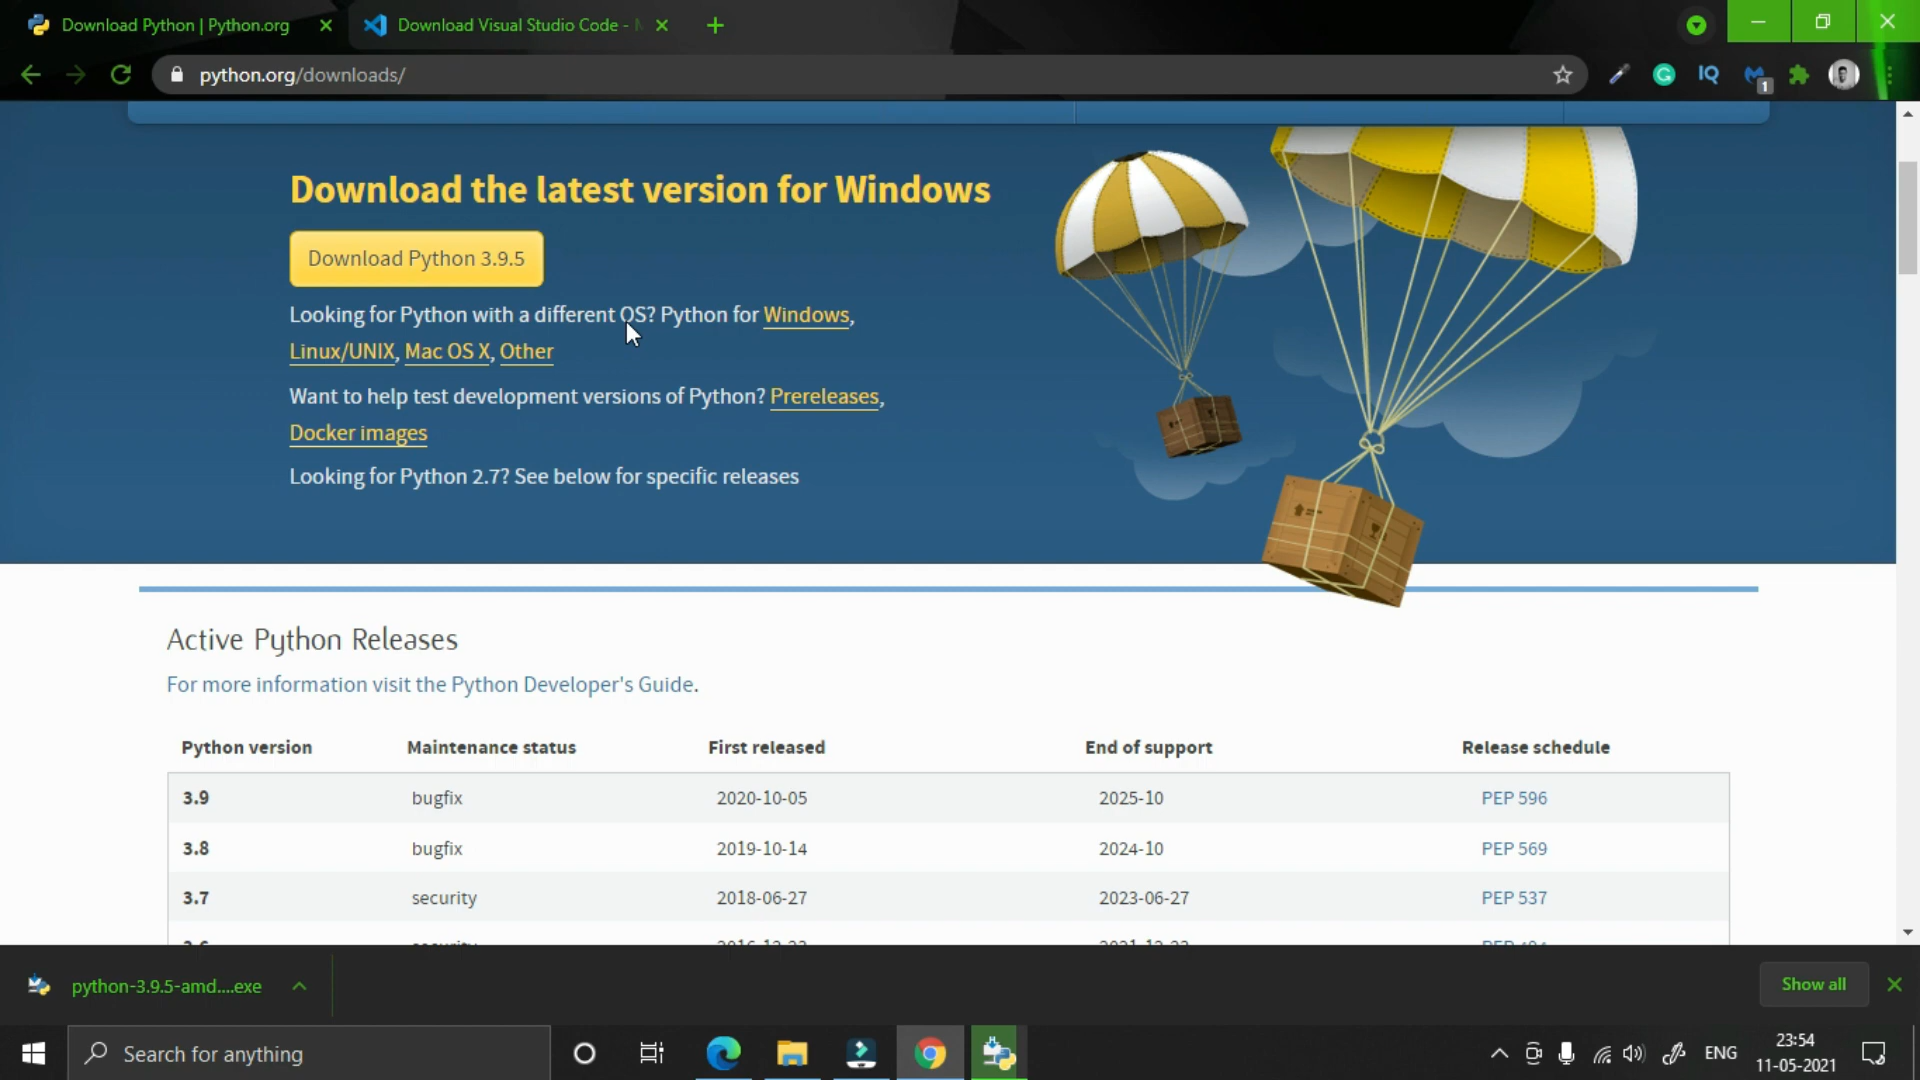 Download Python | Python.org
Download Visual Studio Code -
python.org/downloads/
IQ
1
Download the latest version for Windows
Download Python 3.9.5
Looking for Python with a different OS? Python for Windows,
Linux/UNIX, Mac OS X, Other
Want to help test development versions of Python? Prereleases,
Docker images
Looking for Python 2.7? See below for specific releases
Active Python Releases
For more information visit the Python Developer's Guide.
Python version Maintenance status First released End of support Release schedule
3.9 bugfix 2020-10-05 2025-10 PEP 596
3.8 bugfix 2019-10-14 2024-10 PEP 569
3.7 security 2018-06-27 2023-06-27 PEP 537
python-3.9.5-amd....exe
Show all
Search for anything
ENG
23:54
11-05-2021